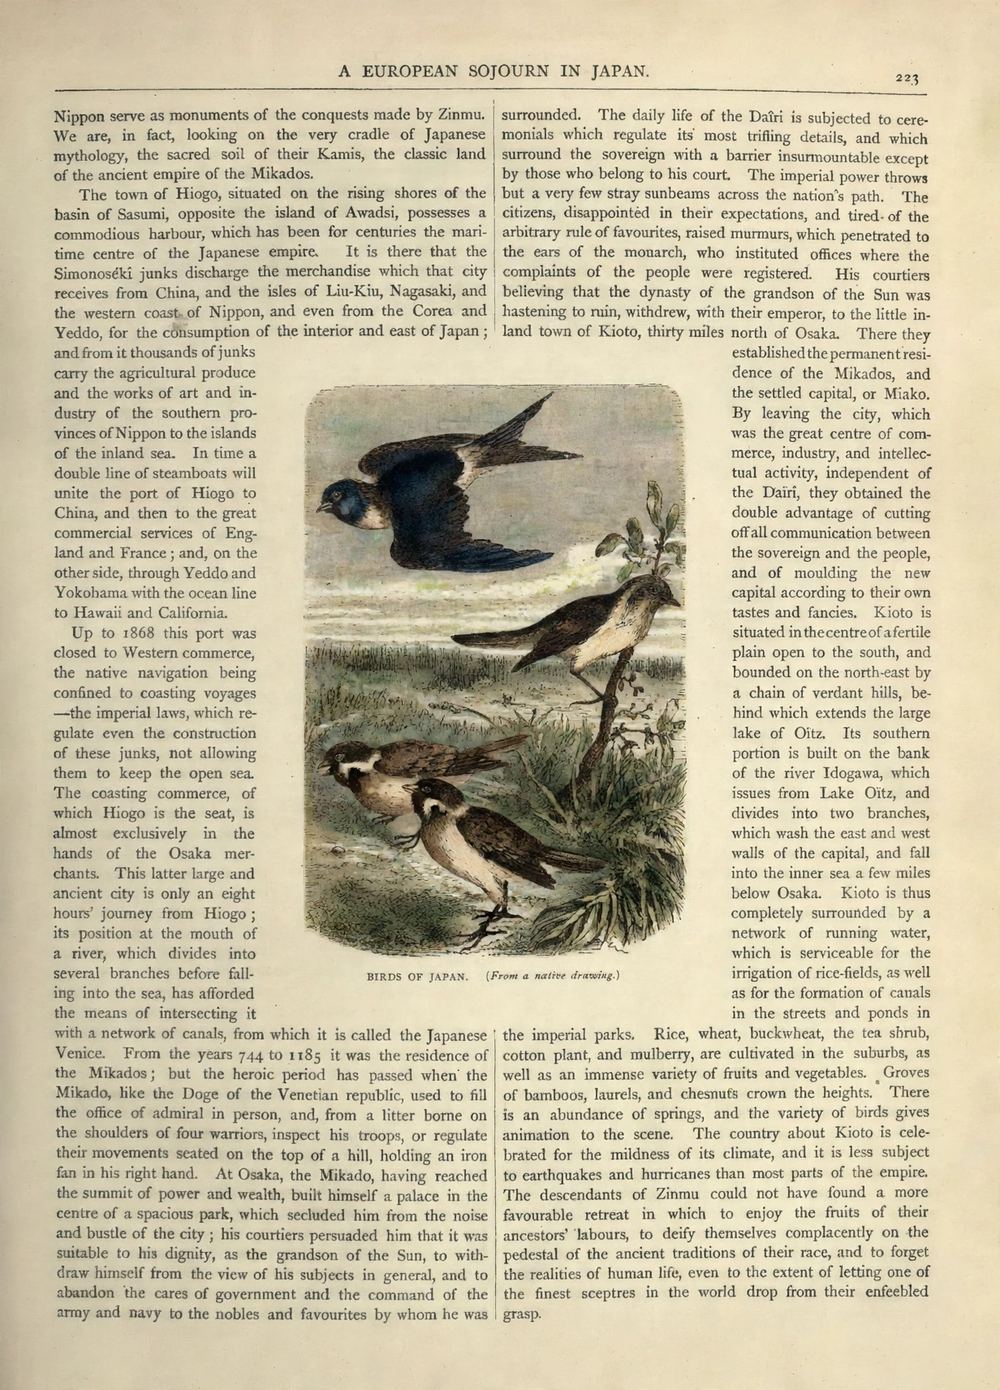 A EUROPEAN SOJOURN IN JAPAN.
223
Nippon serve as monuments of the conquests made by Zinmu.
We are, in fact, looking on the very cradle of Japanese
mythology, the sacred soil of their Kamis, the classic land
of the ancient empire of the Mikados.
The town of Hiogo, situated on the rising shores of the
basin of Sasumi, opposite the island of Awadsi, possesses a
commodious harbour, which has been for centuries the mari-
time centre of the Japanese empire. It is there that the
Simonoséki junks discharge the merchandise which that city
receives from China, and the isles of Liu-Kiu, Nagasaki, and
the western coast of Nippon, and even from the Corea and
Yeddo, for the consumption of the interior and east of Japan ;
and from it thousands of junks
carry the agricultural produce
and the works of art and in-
dustry of the southern pro-
vinces of Nippon to the islands
of the inland sea. In time a
double line of steamboats will
unite the port of Hiogo to
China, and then to the great
commercial services of Eng-
land and France ; and, on the
other side, through Yeddo and
Yokohama with the ocean line
to Hawaii and California.
Up to 1868 this port was
closed to Western commerce,
the native navigation being
confined to coasting voyages
—the imperial laws, which re-
gulate even the construction
of these junks, not allowing
them to keep the open sea.
The coasting commerce, of
which Hiogo is the seat, is
almost exclusively in the
hands of the Osaka mer-
chants. This latter large and
ancient city is only an eight
hours' journey from Hiogo ;
its position at the mouth of
a river, which divides into
several branches before fall-
ing into the sea, has afforded
the means of intersecting it
with a network of canals, from which it is called the Japanese
Venice. From the years 744 to 1185 it was the residence of
the Mikados ; but the heroic period has passed when the
Mikado, like the Doge of the Venetian republic, used to fill
the office of admiral in person, and, from a litter borne on
the shoulders of four warriors, inspect his troops, or regulate
their movements seated on the top of a hill, holding an iron
fan in his right hand. At Osaka, the Mikado, having reached
the summit of power and wealth, built himself a palace in the
centre of a spacious park, which secluded him from the noise
and bustle of the city ; his courtiers persuaded him that it was
suitable to his dignity, as the grandson of the Sun, to with-
draw himself from the view of his subjects in general, and to
abandon the cares of government and the command of the
army and navy to the nobles and favourites by whom he was
surrounded. The daily life of the Daïri is subjected to cere-
monials which regulate its most trifling details, and which
surround the sovereign with a barrier insurmountable except
by those who belong to his court. The imperial power throws
but a very few stray sunbeams across the nation's path. The
citizens, disappointed in their expectations, and tired of the
arbitrary rule of favourites, raised murmurs, which penetrated to
the ears of the monarch, who instituted offices where the
complaints of the people were registered. His courtiers
believing that the dynasty of the grandson of the Sun was
hastening to ruin, withdrew, with their emperor, to the little in-
land town of Kioto, thirty miles north of Osaka. There they
established the permanent resi-
dence of the Mikados, and
the settled capital, or Miako.
By leaving the city, which
was the great centre of com-
merce, industry, and intellec-
tual activity, independent of
the Daïri, they obtained the
double advantage of cutting
off all communication between
the sovereign and the people,
and of moulding the new
capital according to their own
tastes and fancies. Kioto is
situated in the centre of a fertile
plain open to the south, and
bounded on the north-east by
a chain of verdant hills, be-
hind which extends the large
lake of Oïtz. Its southern
portion is built on the bank
of the river Idogawa, which
issues from Lake Oïtz, and
divides into two branches,
which wash the east and west
walls of the capital, and fall
into the inner sea a few miles
below Osaka. Kioto is thus
completely surrounded by a
network of running water,
which is serviceable for the
irrigation of rice-fields, as well
as for the formation of canals
in the streets and ponds in
the imperial parks. Rice, wheat, buckwheat, the tea shrub,
cotton plant, and mulberry, are cultivated in the suburbs, as
well as an immense variety of fruits and vegetables. Groves
of bamboos, laurels, and chesnuts crown the heights. There
is an abundance of springs, and the variety of birds gives
animation to the scene. The country about Kioto is cele-
brated for the mildness of its climate, and it is less subject
to earthquakes and hurricanes than most parts of the empire.
The descendants of Zinmu could not have found a more
favourable retreat in which to enjoy the fruits of their
ancestors' labours, to deify themselves complacently on the
pedestal of the ancient traditions of their race, and to forget
the realities of human life, even to the extent of letting one of
the finest sceptres in the world drop from their enfeebled
grasp.
BIRDS OF JAPAN. (From a native drawing.)